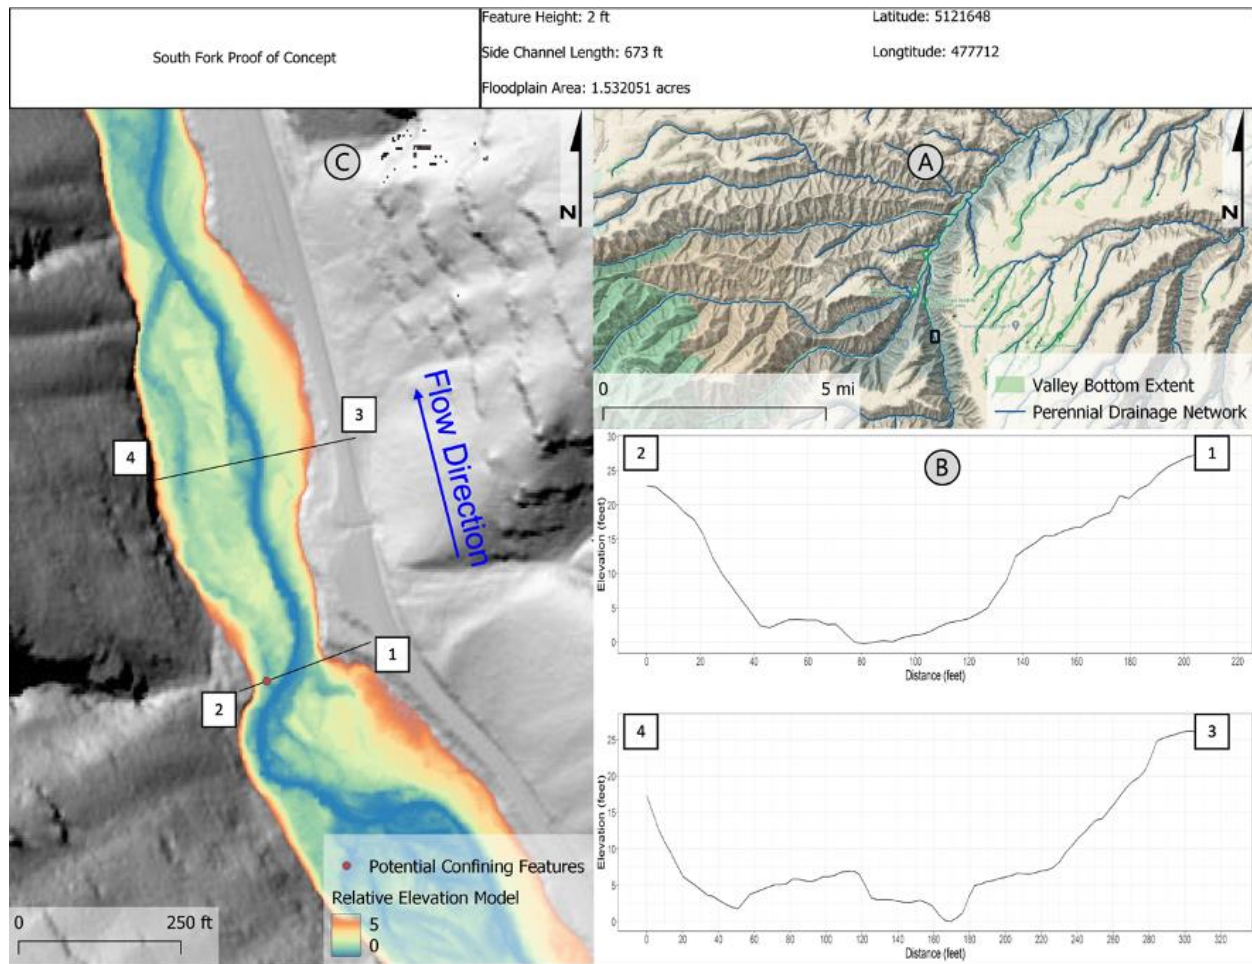 South Fork Proof of Concept
Feature Height: 2 ft
Side Channel Length: 673 ft
Floodplain Area: 1.532051 acres
Latitude: 5121648
Longtitude: 477712
C
N
3
4
Flow Direction
1
2
Potential Confining Features
Relative Elevation Model
5
0
0 250 ft
A
N
0 5 mi
Valley Bottom Extent
Perennial Drainage Network
2
B
1
Elevation (feet)
30
25
20
15
10
5
0
0 20 40 60 80 100 120 140 160 180 200 220
Distance (feet)
4
3
Elevation (feet)
25
20
15
10
5
0
0 20 40 60 80 100 120 140 160 180 200 220 240 260 280 300 320
Distance (feet)